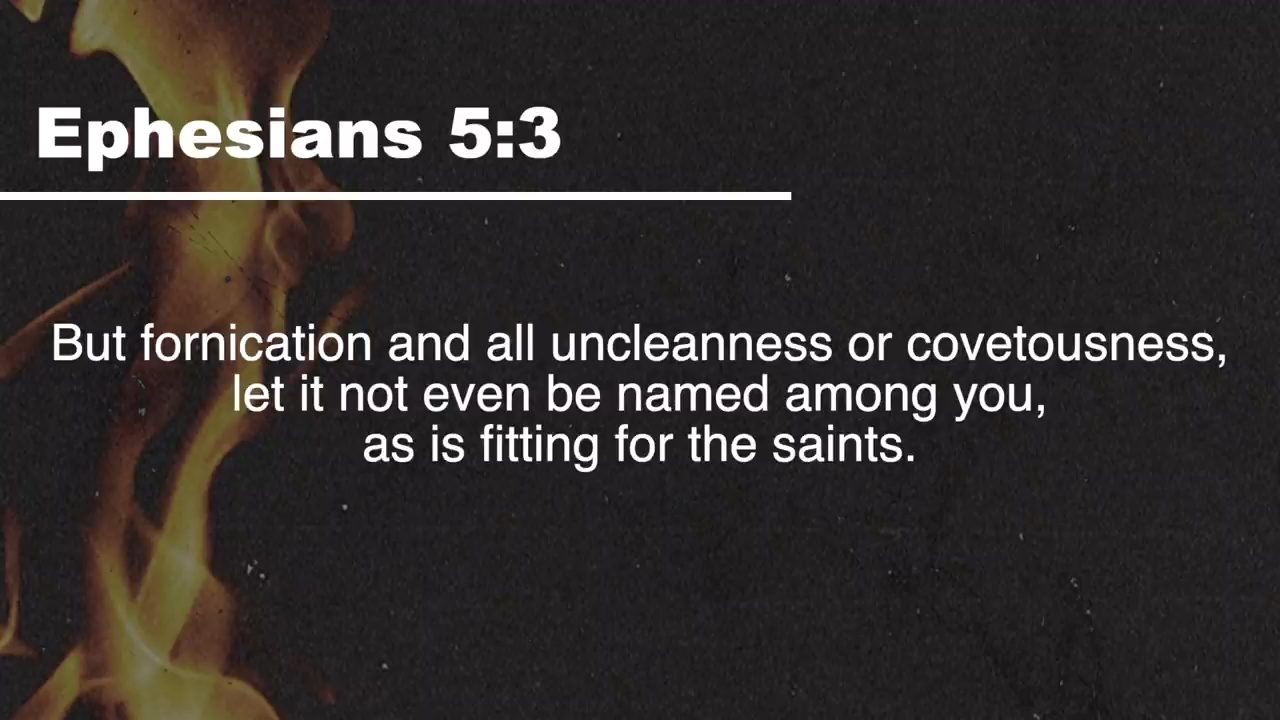 Ephesians 5:3
But fornication and all uncleanness or covetousness,
let it not even be named among you,
as is fitting for the saints.